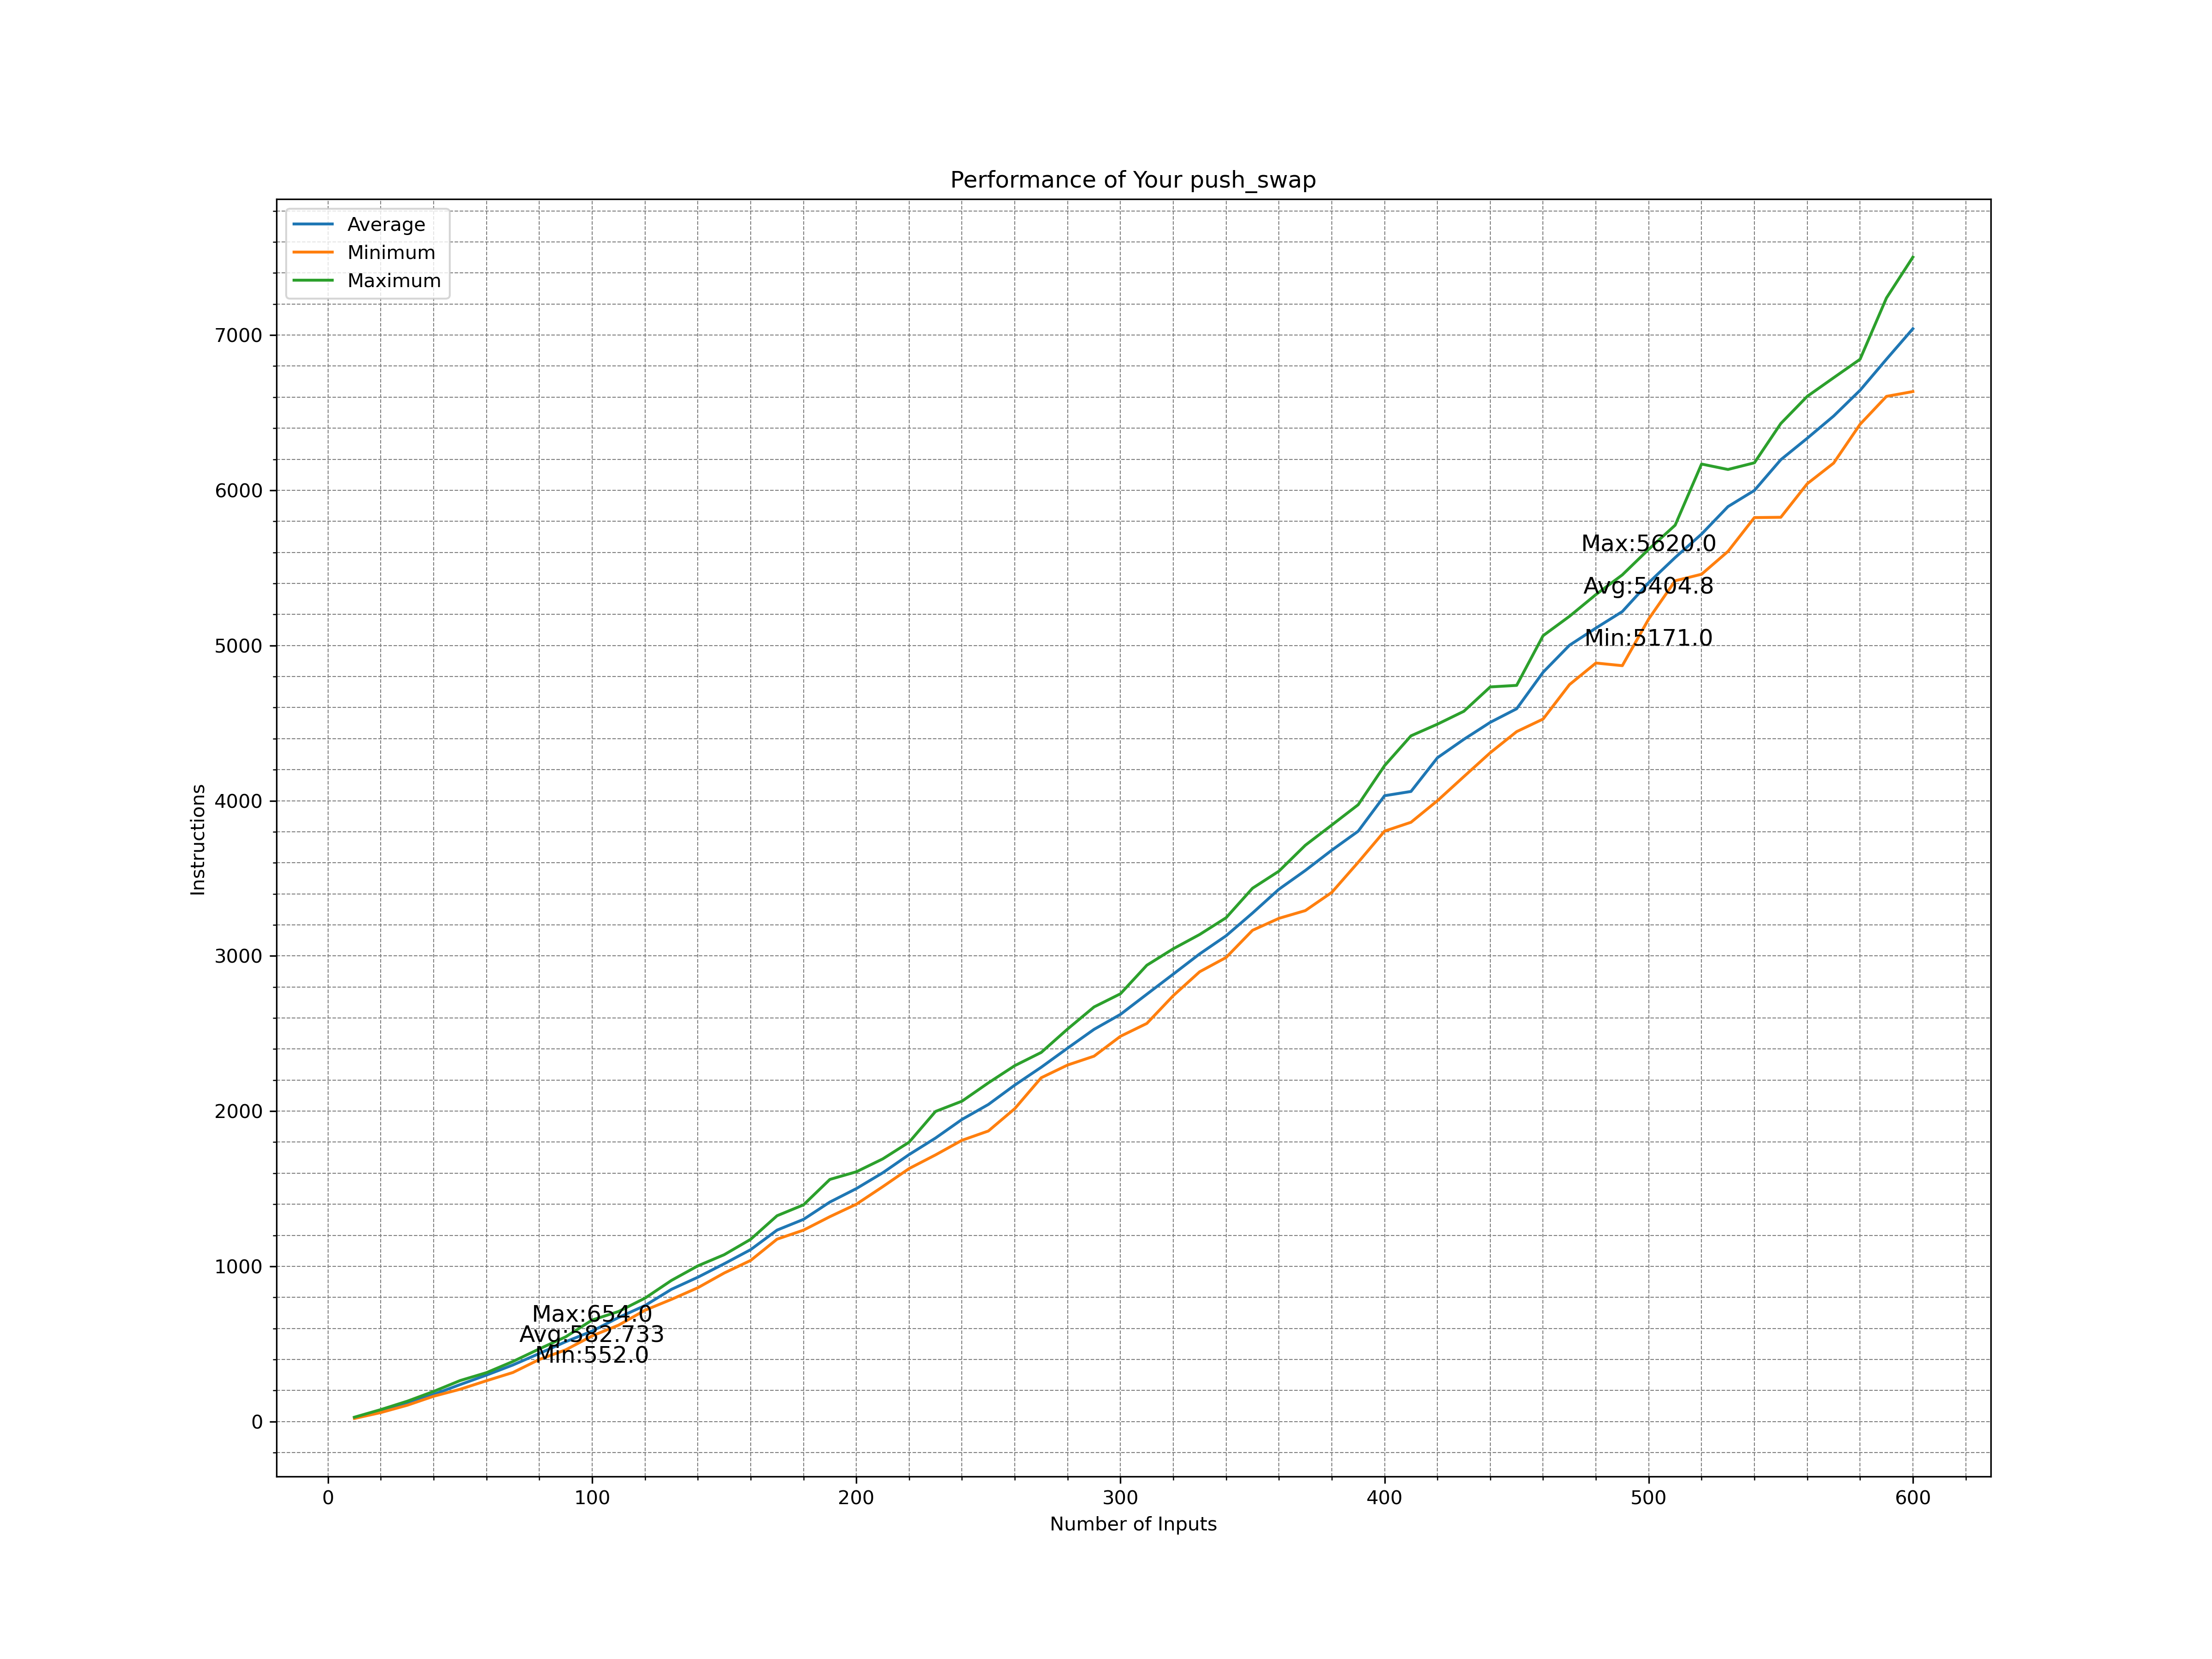 Performance of Your push_swap
Average
Minimum
Maximum
7000
6000
5000
4000
3000
2000
1000
0
Instructions
Max:5620.0
Avg:5404.8
Min:5171.0
Max:654.0
Avg:582.733
Min:552.0
0 100 200 300 400 500 600
Number of Inputs